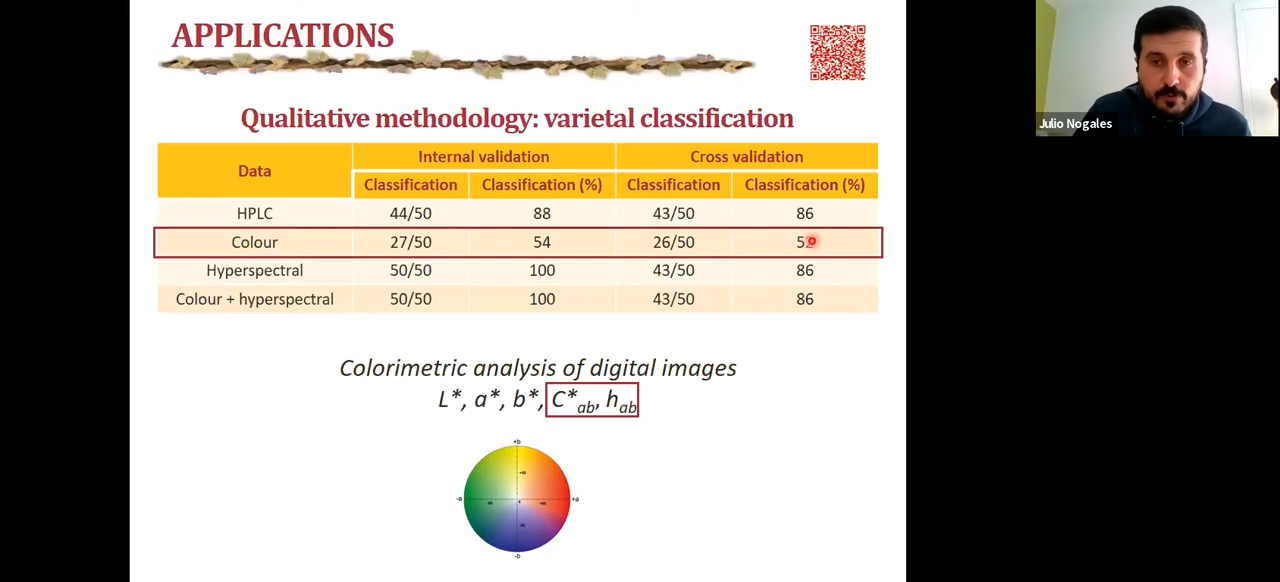 APPLICATIONS
Julio Nogales
Qualitative methodology: varietal classification
Data Internal validation Cross validation
Classification Classification (%) Classification Classification (%)
HPLC 44/50 88 43/50 86
Colour 27/50 54 26/50
Hyperspectral 50/50 100 43/50 86
Colour + hyperspectral 50/50 100 43/50 86
Colorimetric analysis of digital images
L*, a*, b*, C*ab, hab
+b
-a +a
-b